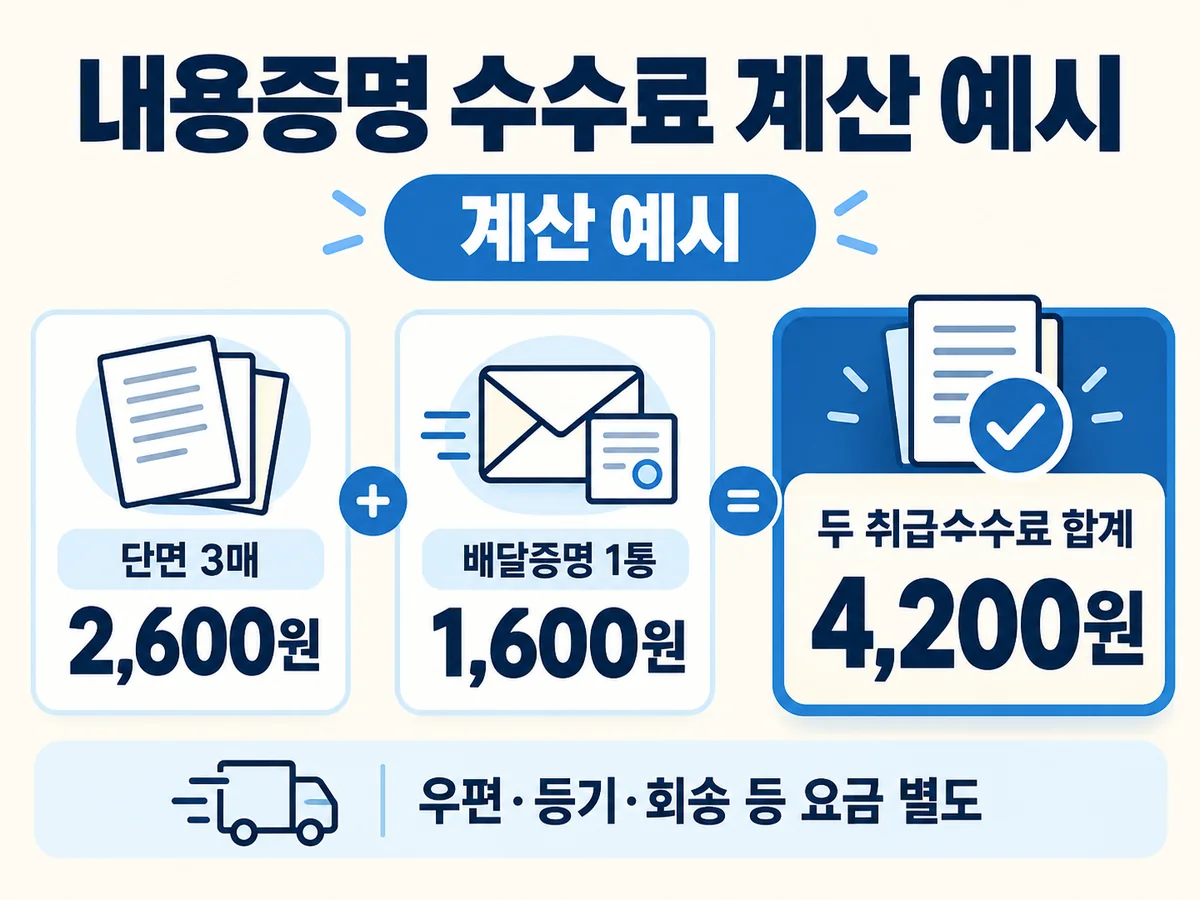 내용증명 수수료 계산 예시
계산 예시
단면 3매
2,600원
+
배달증명 1통
1,600원
=
두 취급수수료 합계
4,200원
우편·등기·회송 등 요금 별도